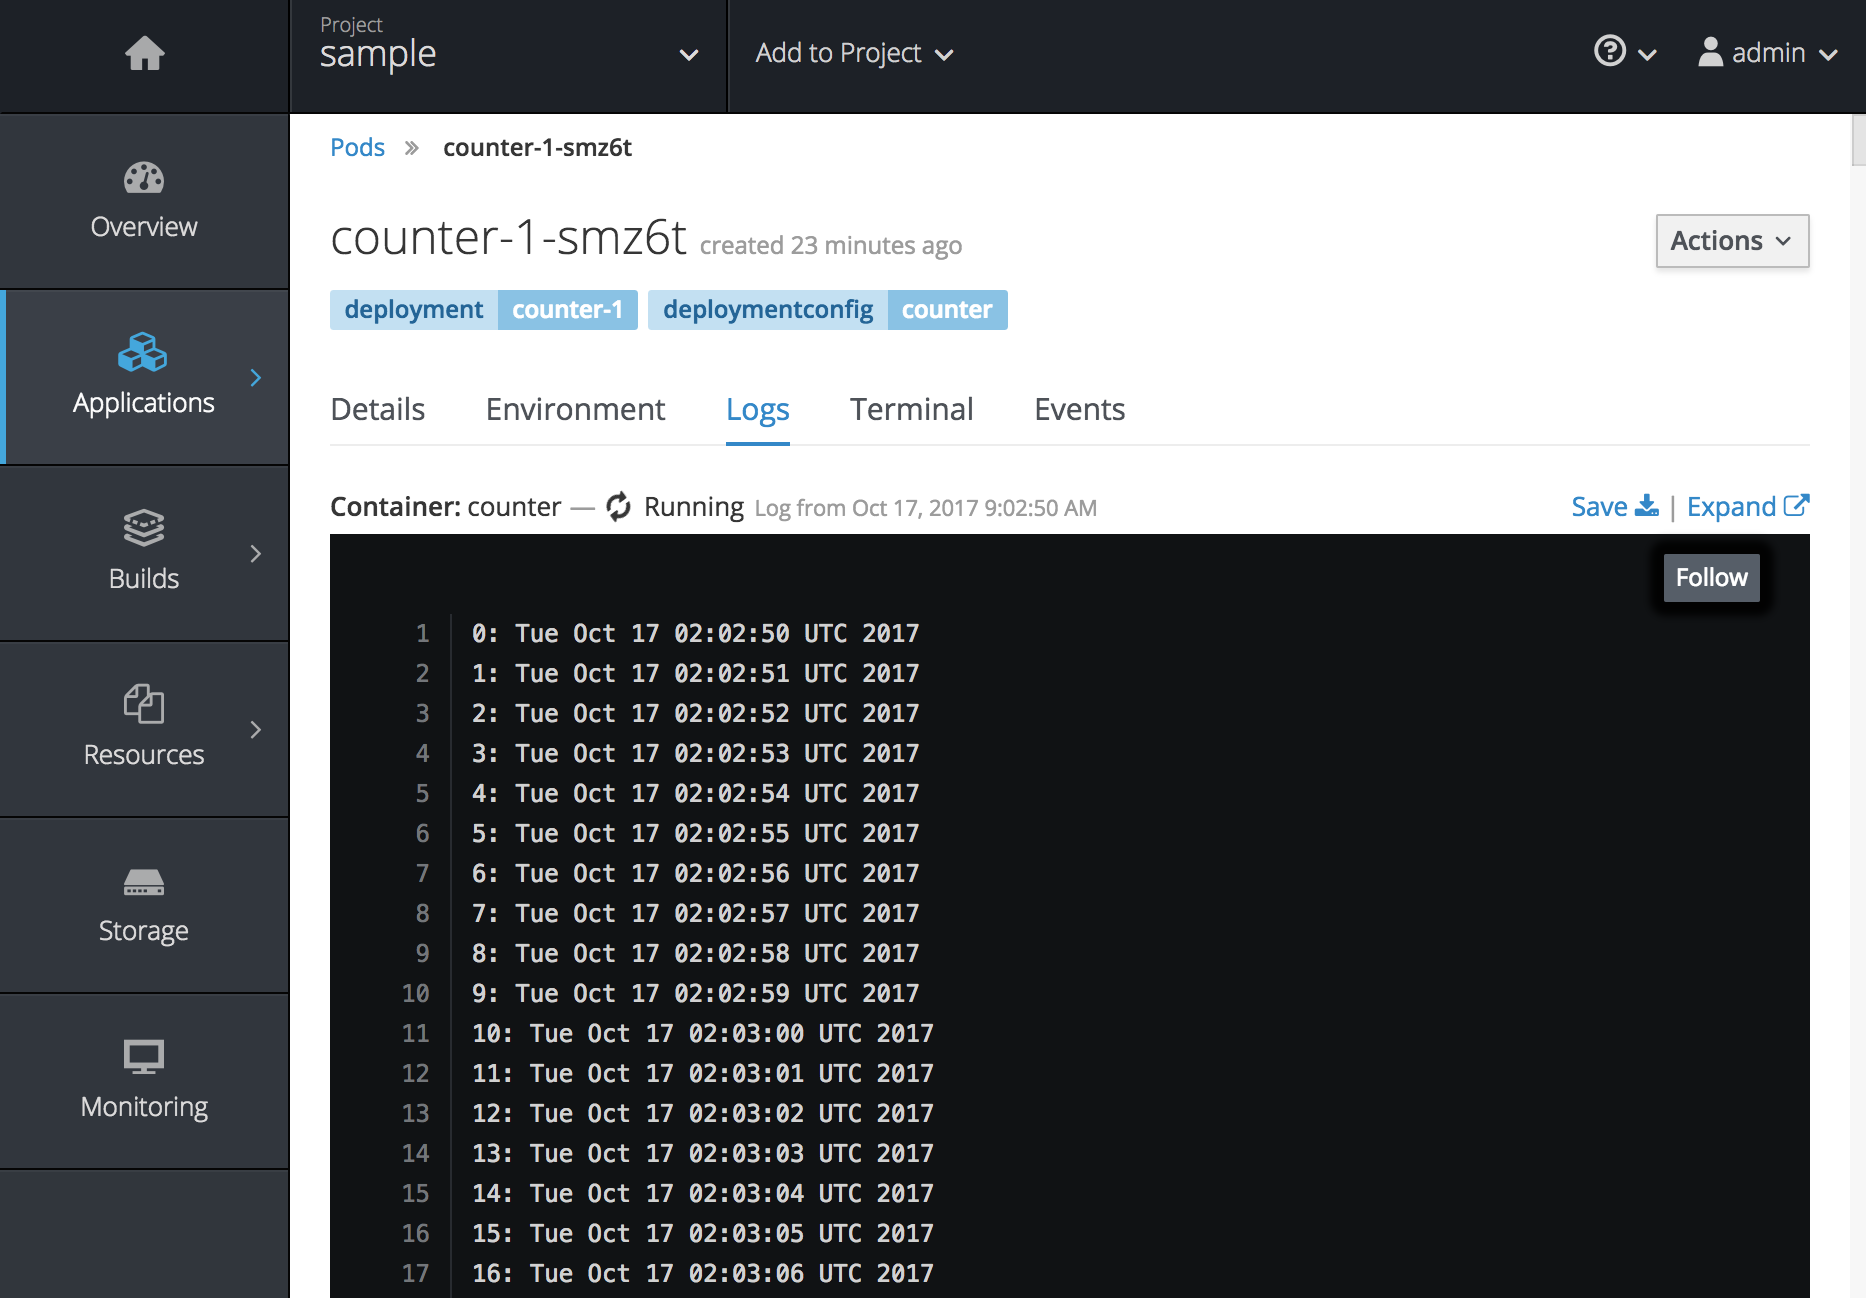 Project
sample
Add to Project
admin
Overview
Applications
Builds
Resources
Storage
Monitoring
Pods » counter-1-smz6t
counter-1-smz6t created 23 minutes ago
Actions
deployment counter-1 deploymentconfig counter
Details Environment Logs Terminal Events
Container: counter — Running Log from Oct 17, 2017 9:02:50 AM
Save | Expand
Follow
1 0: Tue Oct 17 02:02:50 UTC 2017
2 1: Tue Oct 17 02:02:51 UTC 2017
3 2: Tue Oct 17 02:02:52 UTC 2017
4 3: Tue Oct 17 02:02:53 UTC 2017
5 4: Tue Oct 17 02:02:54 UTC 2017
6 5: Tue Oct 17 02:02:55 UTC 2017
7 6: Tue Oct 17 02:02:56 UTC 2017
8 7: Tue Oct 17 02:02:57 UTC 2017
9 8: Tue Oct 17 02:02:58 UTC 2017
10 9: Tue Oct 17 02:02:59 UTC 2017
11 10: Tue Oct 17 02:03:00 UTC 2017
12 11: Tue Oct 17 02:03:01 UTC 2017
13 12: Tue Oct 17 02:03:02 UTC 2017
14 13: Tue Oct 17 02:03:03 UTC 2017
15 14: Tue Oct 17 02:03:04 UTC 2017
16 15: Tue Oct 17 02:03:05 UTC 2017
17 16: Tue Oct 17 02:03:06 UTC 2017